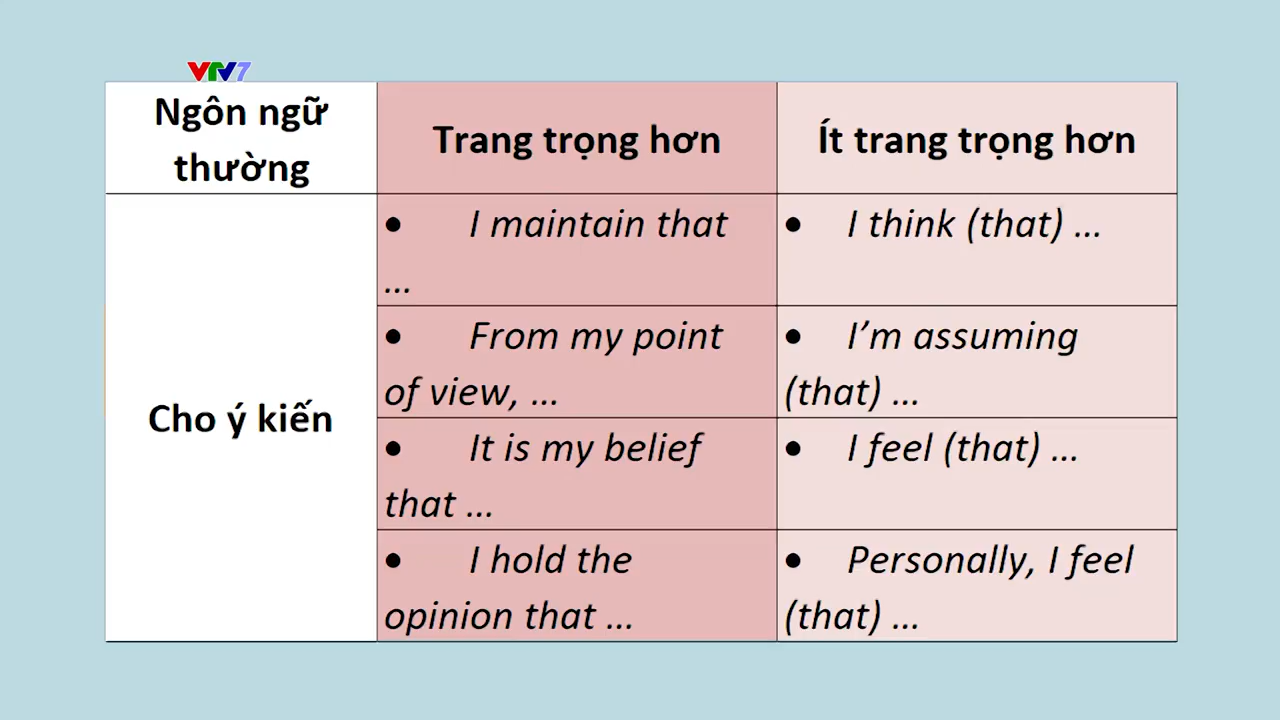 VTV7
Ngôn ngữ
thường
Trang trọng hơn
Ít trang trọng hơn
Cho ý kiến
• I maintain that
...
• I think (that) ...
• From my point
of view, ...
• I’m assuming
(that) ...
• It is my belief
that ...
• I feel (that) ...
• I hold the
opinion that ...
• Personally, I feel
(that) ...